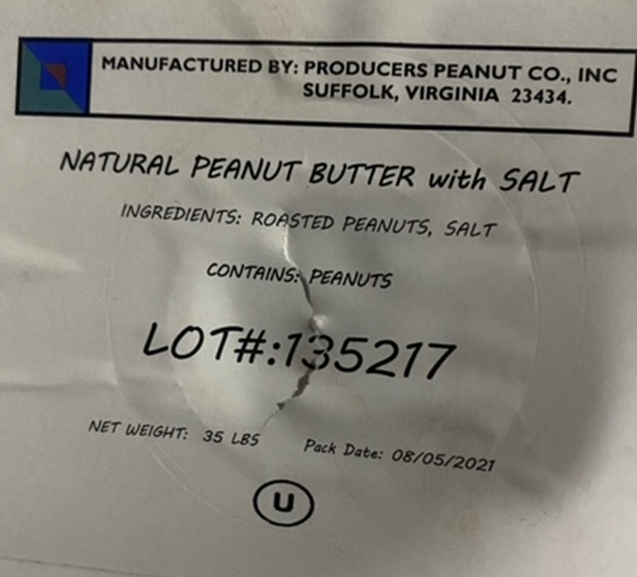 MANUFACTURED BY: PRODUCERS PEANUT CO., INC
SUFFOLK, VIRGINIA 23434.
NATURAL PEANUT BUTTER with SALT
INGREDIENTS: ROASTED PEANUTS, SALT
CONTAINS: PEANUTS
LOT#:135217
NET WEIGHT: 35 LBS Pack Date: 08/05/2021
U